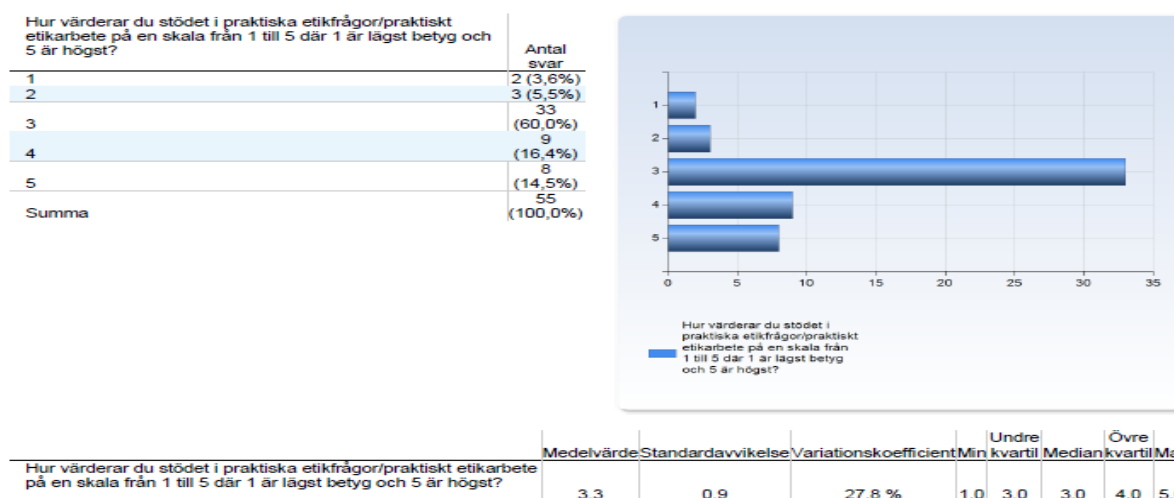 Hur värderar du stödet i praktiska etikfrågor/praktiskt
etikarbete på en skala från 1 till 5 där 1 är lägst betyg och
5 är högst?
Antal
svar
1 2 (3,6%)
2 3 (5,5%)
3 33
(60,0%)
4 9
(16,4%)
5 8
(14,5%)
Summa 55
(100,0%)
1
2
3
4
5
0 5 10 15 20 25 30 35
Hur värderar du stödet i
praktiska etikfrågor/praktiskt
etikarbete på en skala från
1 till 5 där 1 är lägst betyg
och 5 är högst?
Medelvärde Standardavvikelse Variationskoefficient Min Undre kvartil Median Övre kvartil Ma
Hur värderar du stödet i praktiska etikfrågor/praktiskt etikarbete
på en skala från 1 till 5 där 1 är lägst betyg och 5 är högst?
3,3 0,9 27,8 % 1,0 3,0 3,0 4,0 5